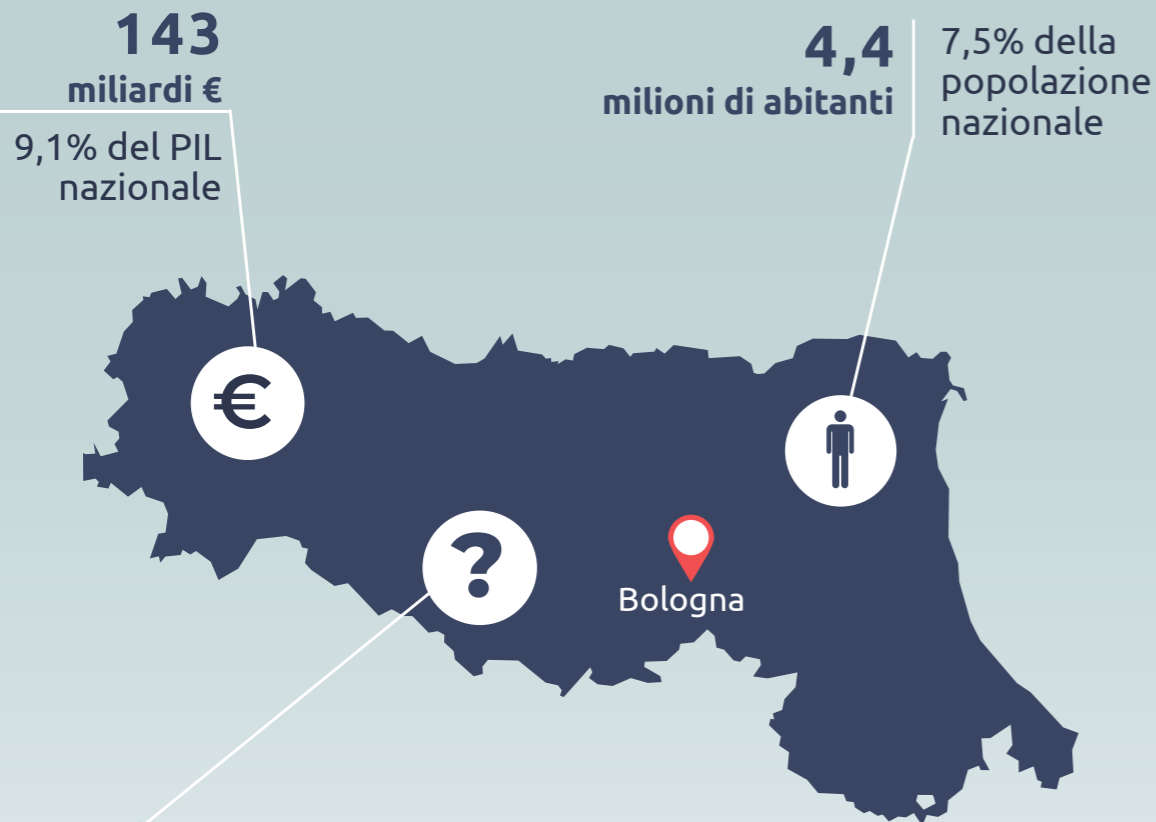 143
miliardi €
9,1% del PIL
nazionale
4,4
milioni di abitanti
7,5% della
popolazione
nazionale
€
?
Bologna